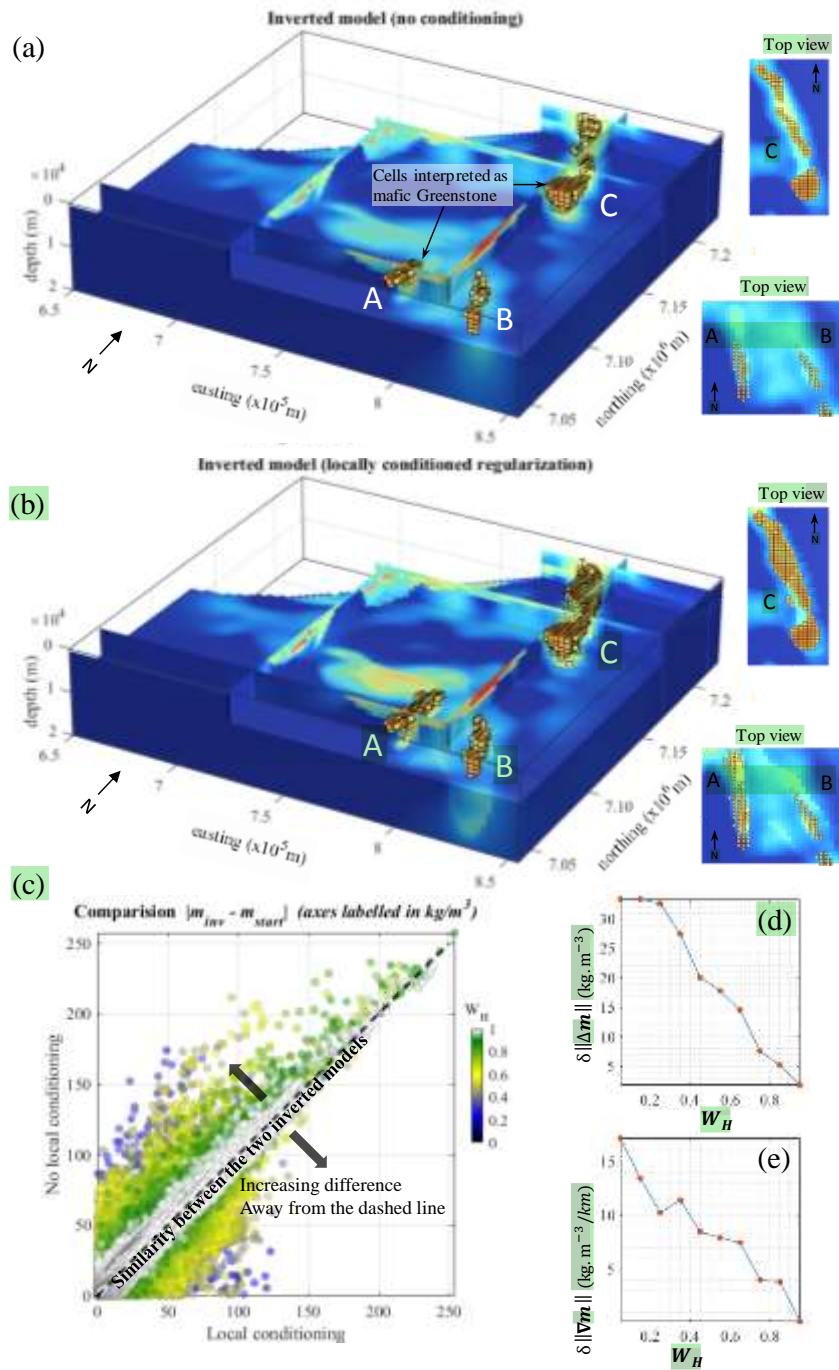 Inverted model (no conditioning)
(a)
Top view
N
C
Cells interpreted as
mafic Greenstone
C
A
B
×10⁴
0
1
2
depth (m)
6.5
7
7.5
8
8.5
easting (x10⁵m)
N
7.05
7.10
7.15
7.2
northing (x10⁶m)
Top view
A
B
N
Inverted model (locally conditioned regularization)
(b)
Top view
N
C
C
A
B
×10⁴
0
1
2
depth (m)
6.5
7
7.5
8
8.5
easting (x10⁵m)
N
7.05
7.10
7.15
7.2
northing (x10⁶m)
Top view
A
B
N
(c)
Comparision |m_inv - m_start| (axes labelled in kg/m³)
250
200
150
100
50
0
No local conditioning
0 50 100 150 200 250
Local conditioning
W_H
1
0.8
0.6
0.4
0.2
0
Similarity between the two inverted models
Increasing difference
Away from the dashed line
(d)
δ‖Δm‖ (kg.m⁻³)
30
25
20
15
10
5
0.2 0.4 0.6 0.8
W_H
(e)
δ‖∇m‖ (kg.m⁻³/km)
15
10
5
0.2 0.4 0.6 0.8
W_H